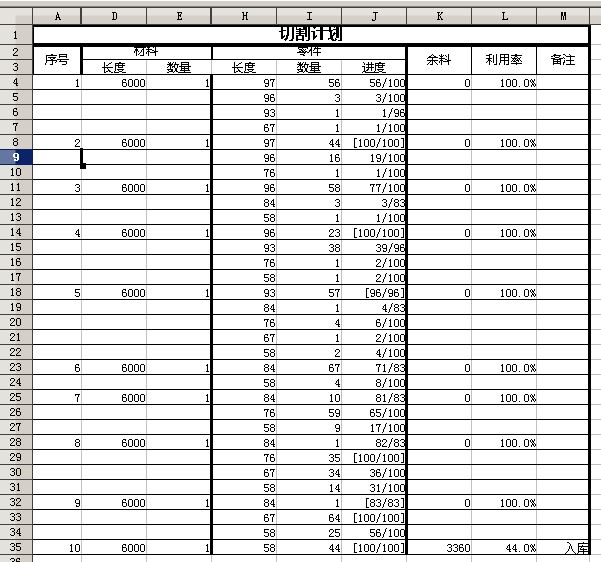 A D E H I J K L M
1 切割计划
2 序号 材料 零件 余料 利用率 备注
3 长度 数量 长度 数量 进度
4 1 6000 1 97 56 56/100 0 100.0%
5 96 3 3/100
6 93 1 1/96
7 67 1 1/100
8 2 6000 1 97 44 [100/100] 0 100.0%
9 96 16 19/100
10 76 1 1/100
11 3 6000 1 96 58 77/100 0 100.0%
12 84 3 3/83
13 58 1 1/100
14 4 6000 1 96 23 [100/100] 0 100.0%
15 93 38 39/96
16 76 1 2/100
17 58 1 2/100
18 5 6000 1 93 57 [96/96] 0 100.0%
19 84 1 4/83
20 76 4 6/100
21 67 1 2/100
22 58 2 4/100
23 6 6000 1 84 67 71/83 0 100.0%
24 58 4 8/100
25 7 6000 1 84 10 81/83 0 100.0%
26 76 59 65/100
27 58 9 17/100
28 8 6000 1 84 1 82/83 0 100.0%
29 76 35 [100/100]
30 67 34 36/100
31 58 14 31/100
32 9 6000 1 84 1 [83/83] 0 100.0%
33 67 64 [100/100]
34 58 25 56/100
35 10 6000 1 58 44 [100/100] 3360 44.0% 入库